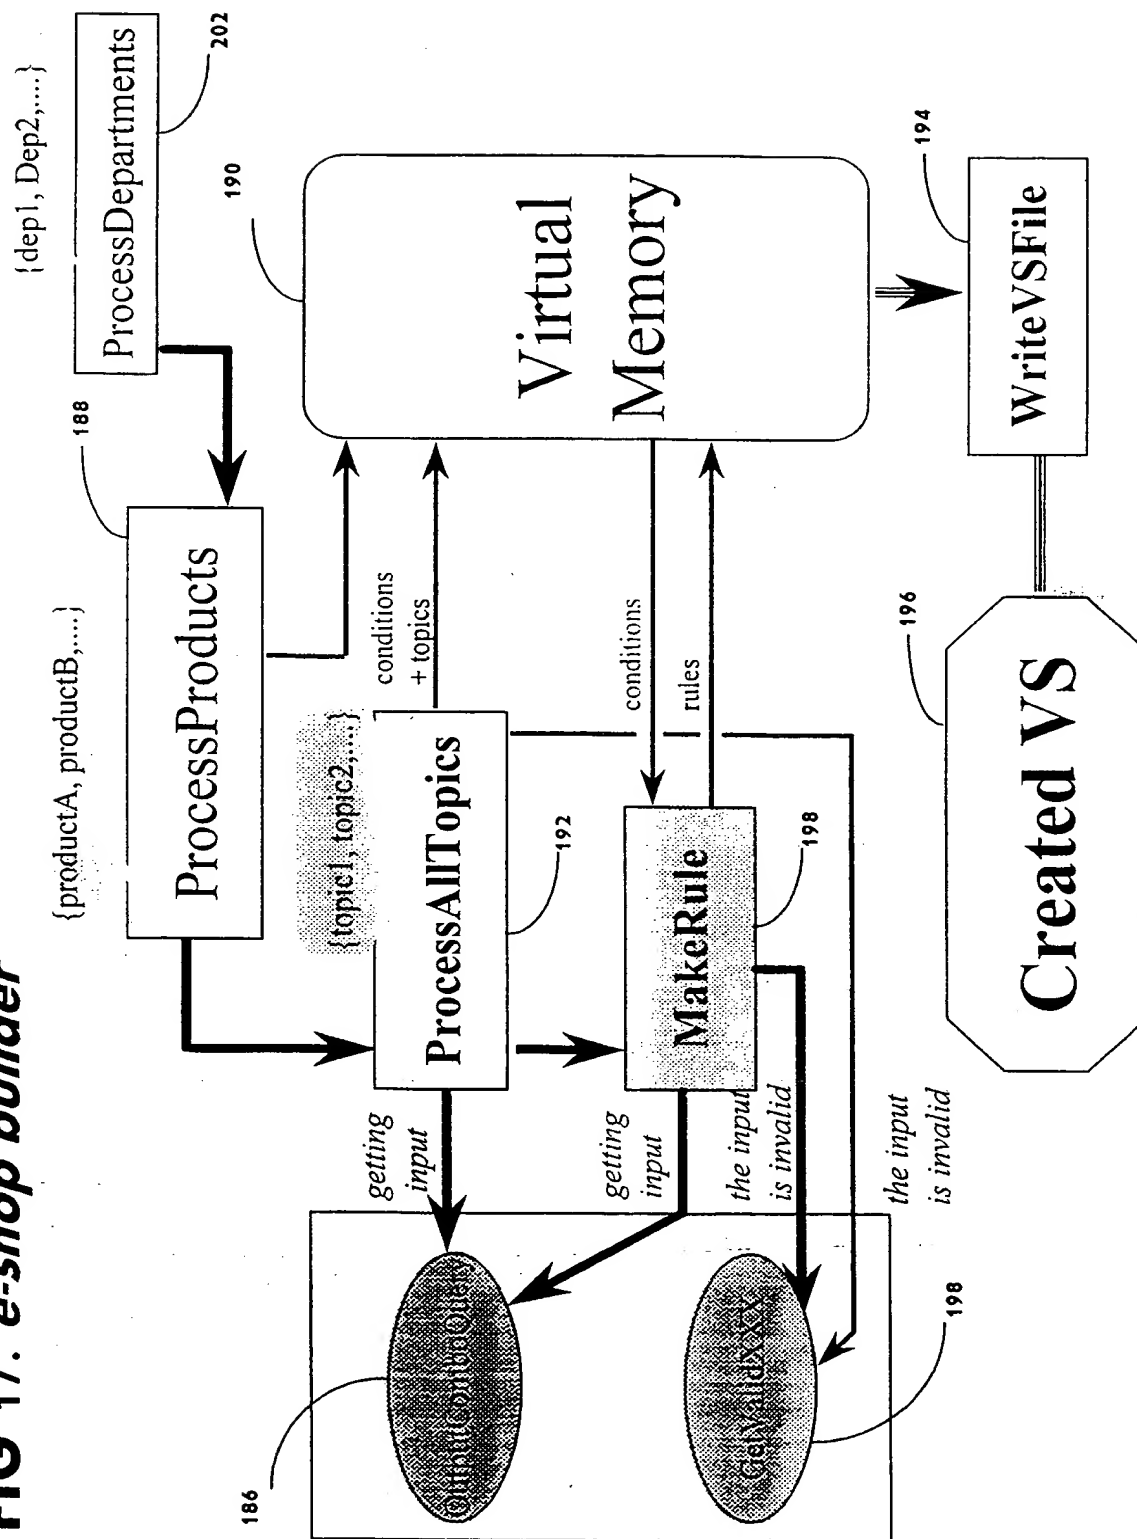 FIG 17. e-shop builder
{dep1, Dep2,....}
ProcessDepartments
202
{productA, productB,....}
188
ProcessProducts
190
Virtual
Memory
conditions
+ topics
{topic1, topic2,....}
ProcessAllTopics
192
getting
input
OutputComboQuery
186
conditions
rules
MakeRule
198
getting
input
the input
is invalid
GetValidXXX
198
the input
is invalid
194
WriteVSFile
196
Created VS